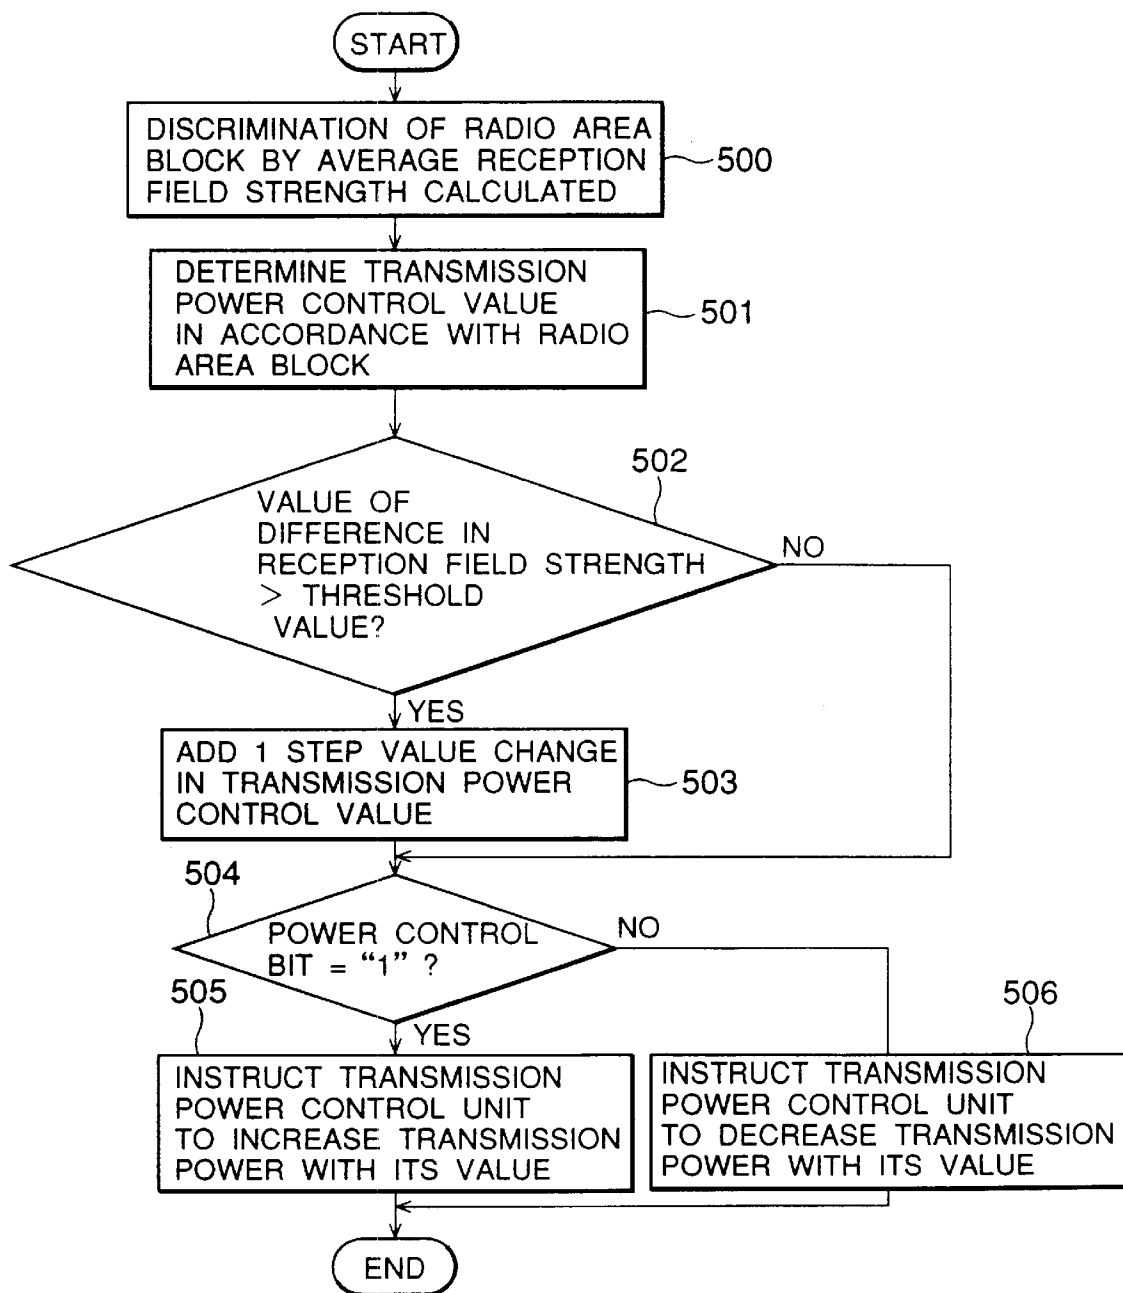 START
DISCRIMINATION OF RADIO AREA
BLOCK BY AVERAGE RECEPTION
FIELD STRENGTH CALCULATED
500
DETERMINE TRANSMISSION
POWER CONTROL VALUE
IN ACCORDANCE WITH RADIO
AREA BLOCK
501
502
VALUE OF
DIFFERENCE IN
RECEPTION FIELD STRENGTH
> THRESHOLD
VALUE?
NO
YES
ADD 1 STEP VALUE CHANGE
IN TRANSMISSION POWER
CONTROL VALUE
503
504
POWER CONTROL
BIT = “1” ?
NO
YES
505
INSTRUCT TRANSMISSION
POWER CONTROL UNIT
TO INCREASE TRANSMISSION
POWER WITH ITS VALUE
506
INSTRUCT TRANSMISSION
POWER CONTROL UNIT
TO DECREASE TRANSMISSION
POWER WITH ITS VALUE
END